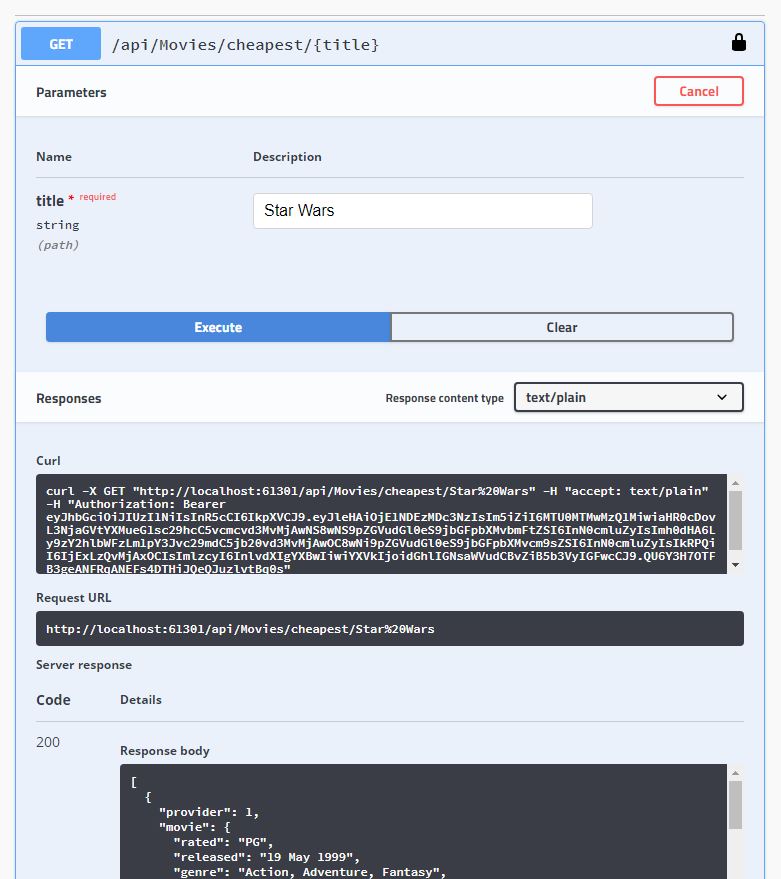 GET /api/Movies/cheapest/{title}
Parameters Cancel
Name Description
title * required Star Wars
string
(path)
Execute Clear
Responses Response content type text/plain
Curl
curl -X GET "http://localhost:61301/api/Movies/cheapest/Star%20Wars" -H "accept: text/plain"
-H "Authorization: Bearer
Request URL
http://localhost:61301/api/Movies/cheapest/Star%20Wars
Server response
Code Details
200
Response body
[
{
"provider": 1,
"movie": {
"rated": "PG",
"released": "19 May 1999",
"genre": "Action, Adventure, Fantasy",